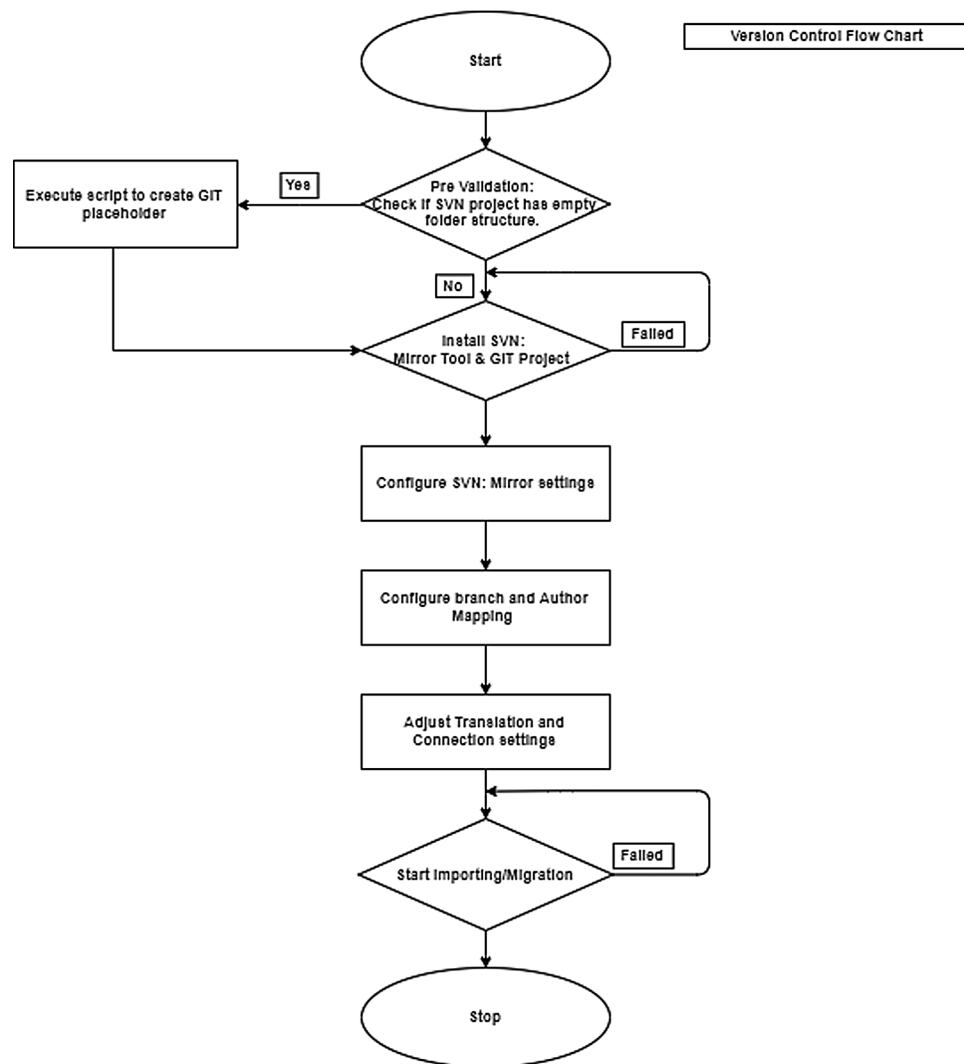 Version Control Flow Chart
Start
Pre Validation:
Check if SVN project has empty
folder structure.
Yes
Execute script to create GIT
placeholder
No
Install SVN:
Mirror Tool & GIT Project
Failed
Configure SVN: Mirror settings
Configure branch and Author
Mapping
Adjust Translation and
Connection settings
Start Importing/Migration
Failed
Stop